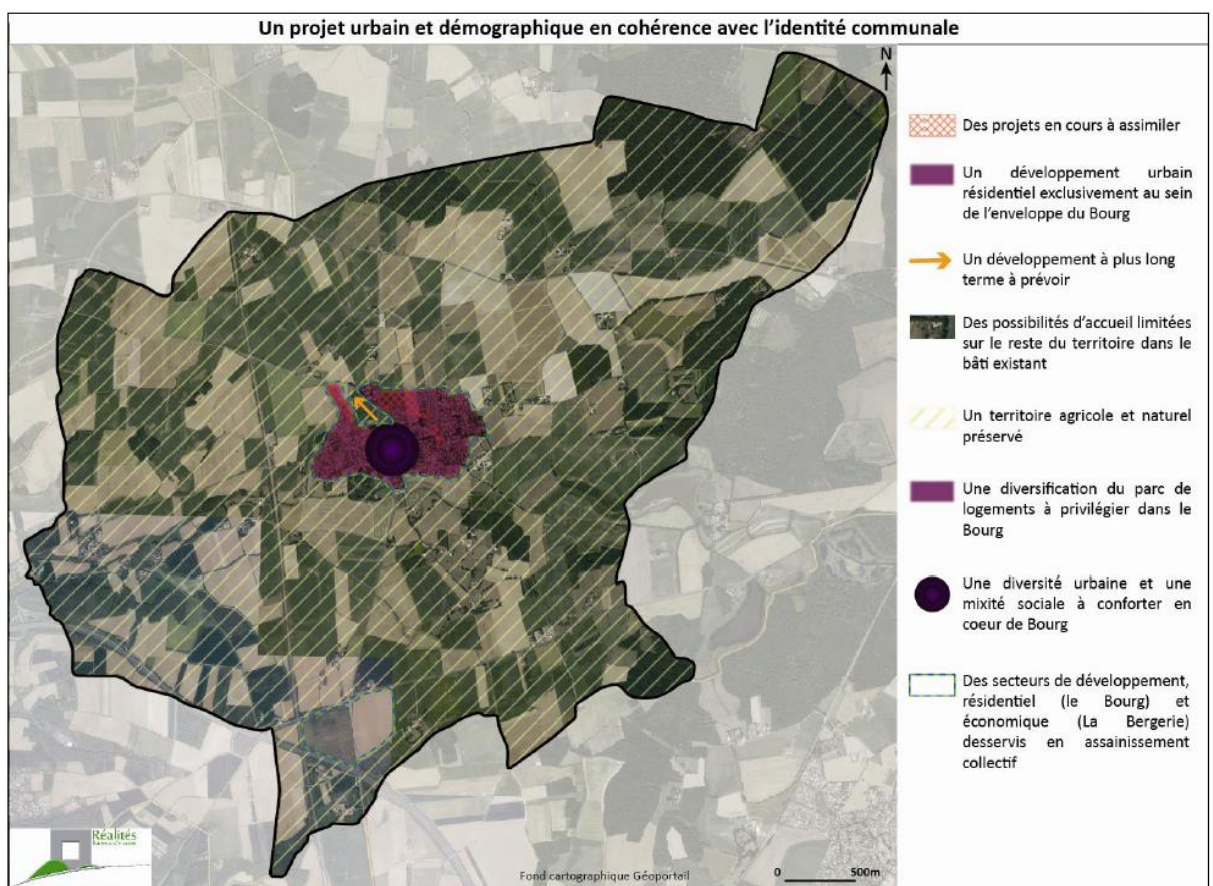 Un projet urbain et démographique en cohérence avec l'identité communale
N
Des projets en cours à assimiler
Un développement urbain
résidentiel exclusivement au sein
de l'enveloppe du Bourg
Un développement à plus long
terme à prévoir
Des possibilités d'accueil limitées
sur le reste du territoire dans le
bâti existant
Un territoire agricole et naturel
préservé
Une diversification du parc de
logements à privilégier dans le
Bourg
Une diversité urbaine et une
mixité sociale à conforter en
coeur de Bourg
Des secteurs de développement,
résidentiel (le Bourg) et
économique (La Bergerie)
desservis en assainissement
collectif
Réalités
Fond cartographique Géoportail
0 500m